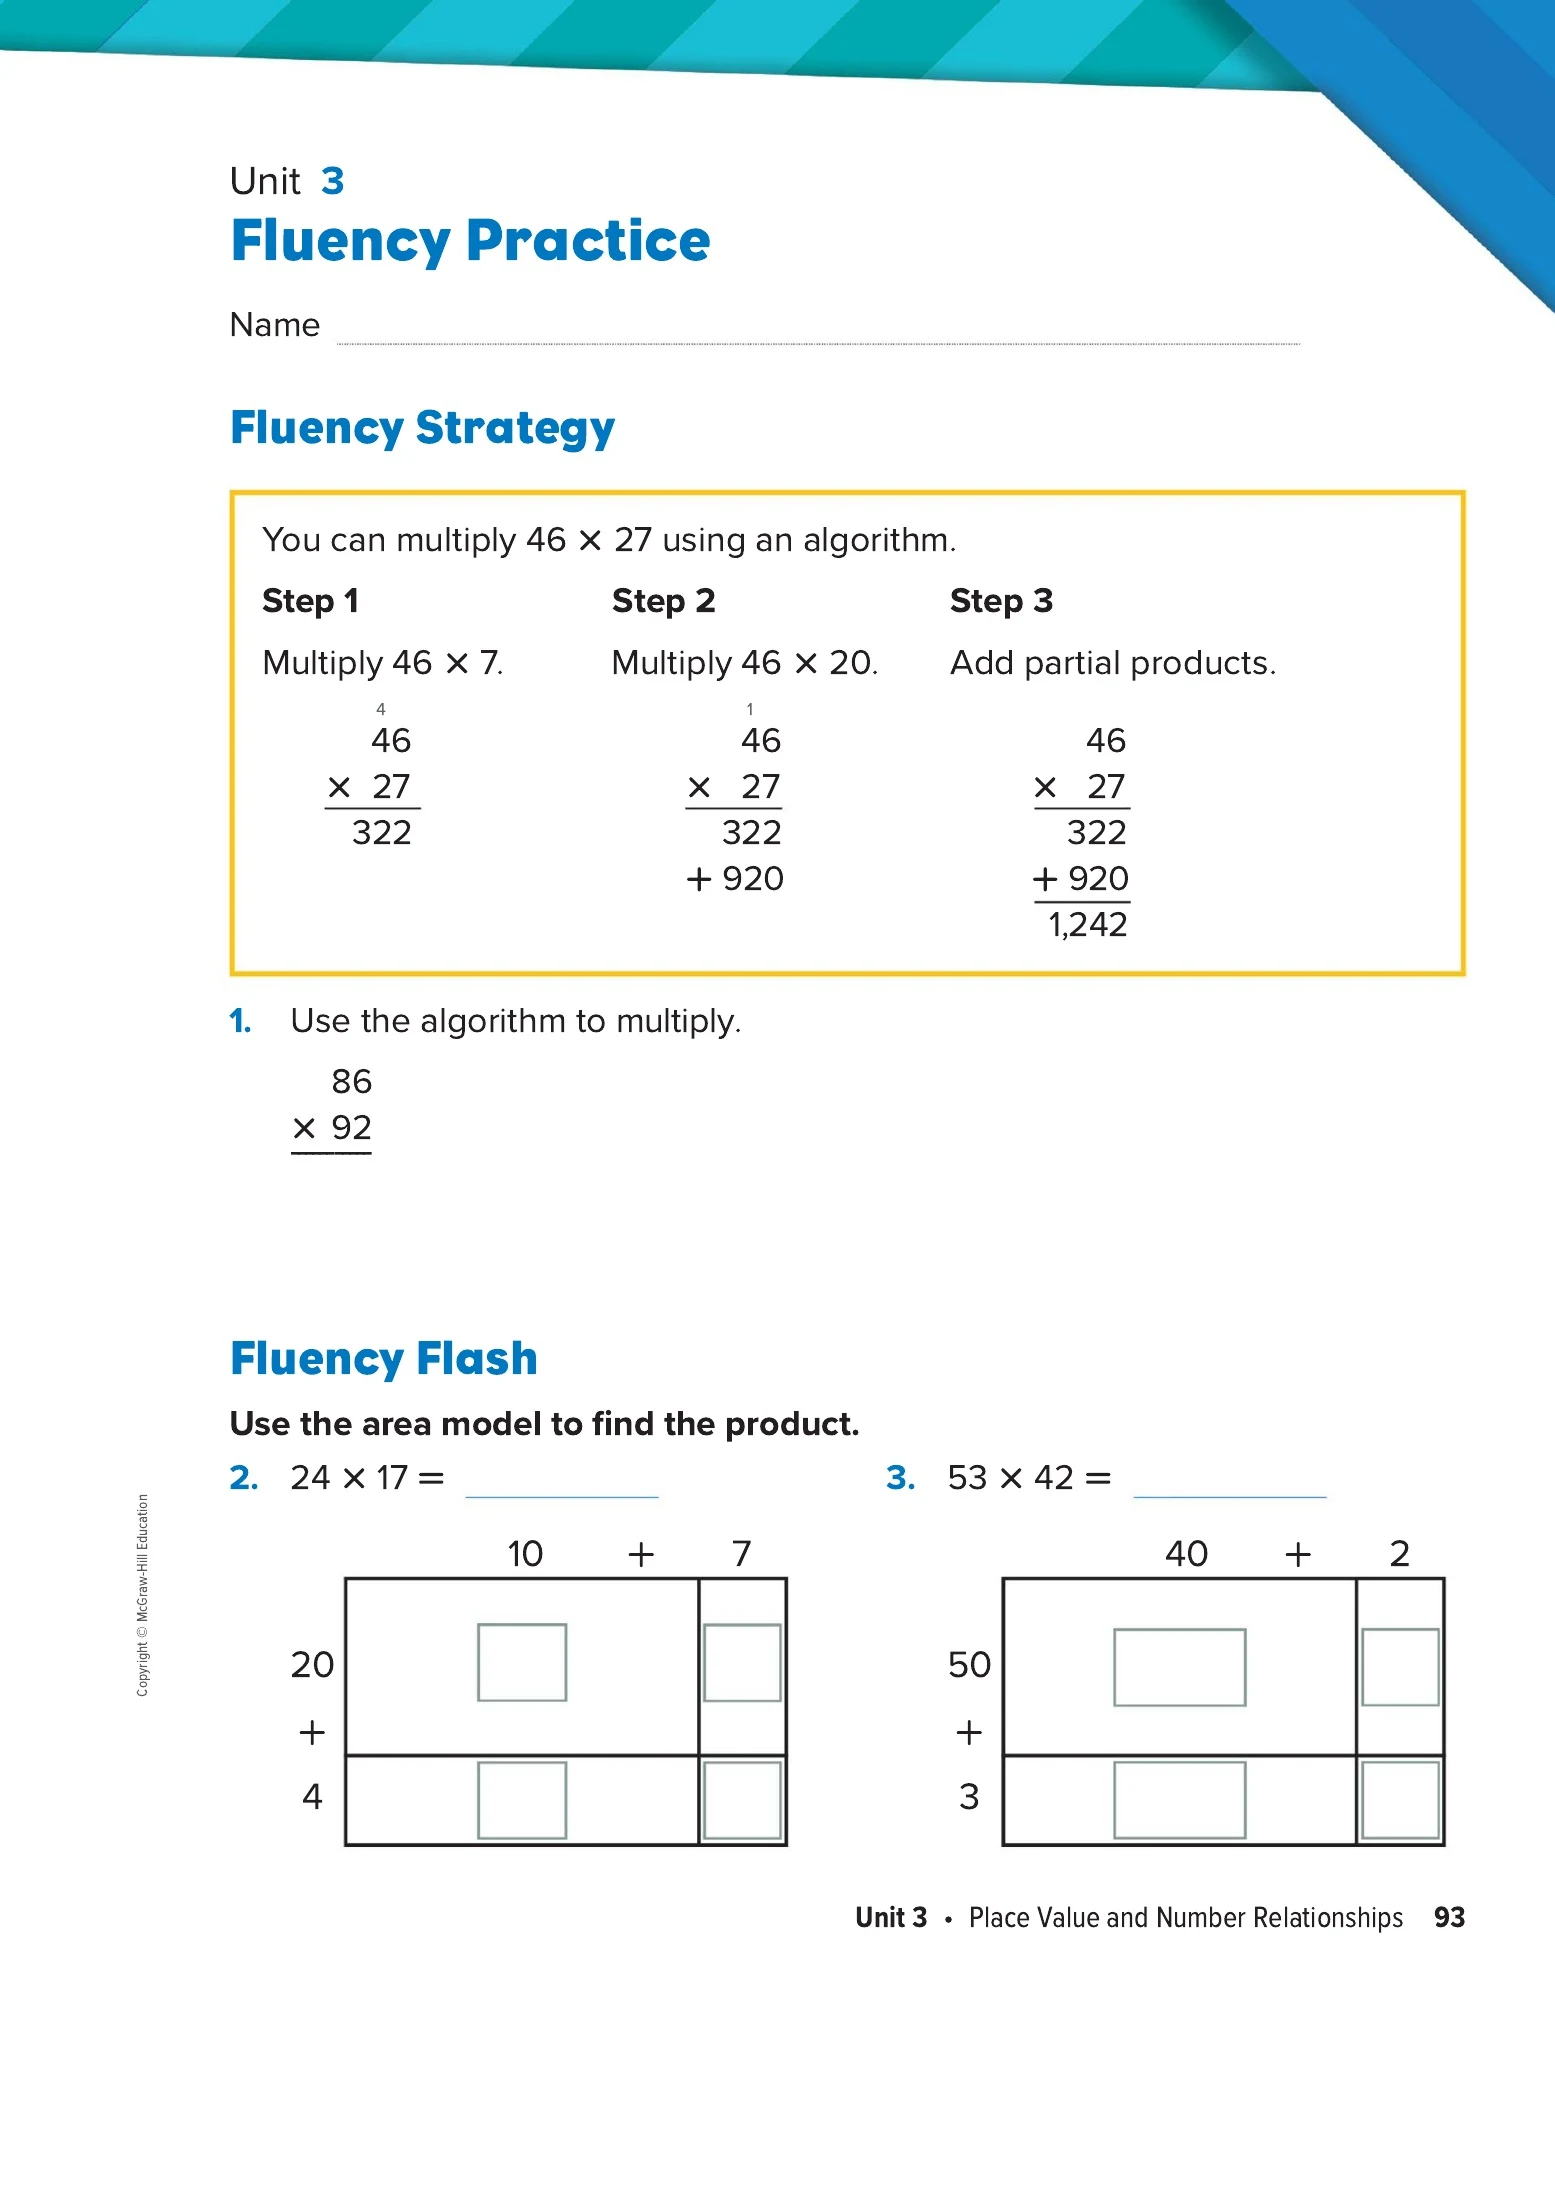 Unit 3
Fluency Practice
Name
Fluency Strategy
You can multiply 46 × 27 using an algorithm.
Step 1 Step 2 Step 3
Multiply 46 × 7. Multiply 46 × 20. Add partial products.
4 1
46 46 46
× 27 × 27 × 27
322 322 322
+ 920 + 920
1,242
1. Use the algorithm to multiply.
86
× 92
Fluency Flash
Use the area model to find the product.
2. 24 × 17 = 3. 53 × 42 =
10 + 7 40 + 2
20 50
+ +
4 3
Copyright © McGraw-Hill Education
Unit 3 • Place Value and Number Relationships 93